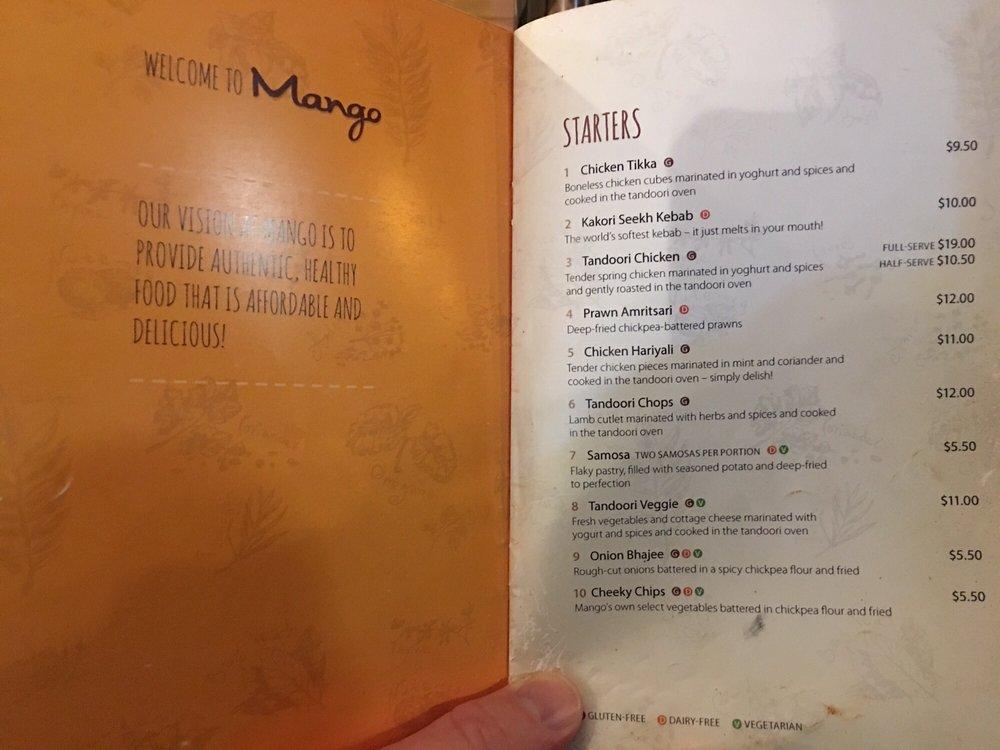 WELCOME TO Mango
OUR VISION AT MANGO IS TO
PROVIDE AUTHENTIC, HEALTHY
FOOD THAT IS AFFORDABLE AND
DELICIOUS!
STARTERS
1 Chicken Tikka G $9.50
Boneless chicken cubes marinated in yoghurt and spices and
cooked in the tandoori oven
2 Kakori Seekh Kebab D $10.00
The world's softest kebab – it just melts in your mouth!
3 Tandoori Chicken G FULL-SERVE $19.00
Tender spring chicken marinated in yoghurt and spices HALF-SERVE $10.50
and gently roasted in the tandoori oven
4 Prawn Amritsari D $12.00
Deep-fried chickpea-battered prawns
5 Chicken Hariyali G $11.00
Tender chicken pieces marinated in mint and coriander and
cooked in the tandoori oven – simply delish!
6 Tandoori Chops G $12.00
Lamb cutlet marinated with herbs and spices and cooked
in the tandoori oven
7 Samosa TWO SAMOSAS PER PORTION D V $5.50
Flaky pastry, filled with seasoned potato and deep-fried
to perfection
8 Tandoori Veggie G V $11.00
Fresh vegetables and cottage cheese marinated with
yogurt and spices and cooked in the tandoori oven
9 Onion Bhajee G D V $5.50
Rough-cut onions battered in a spicy chickpea flour and fried
10 Cheeky Chips G D V $5.50
Mango's own select vegetables battered in chickpea flour and fried
GLUTEN-FREE D DAIRY-FREE V VEGETARIAN